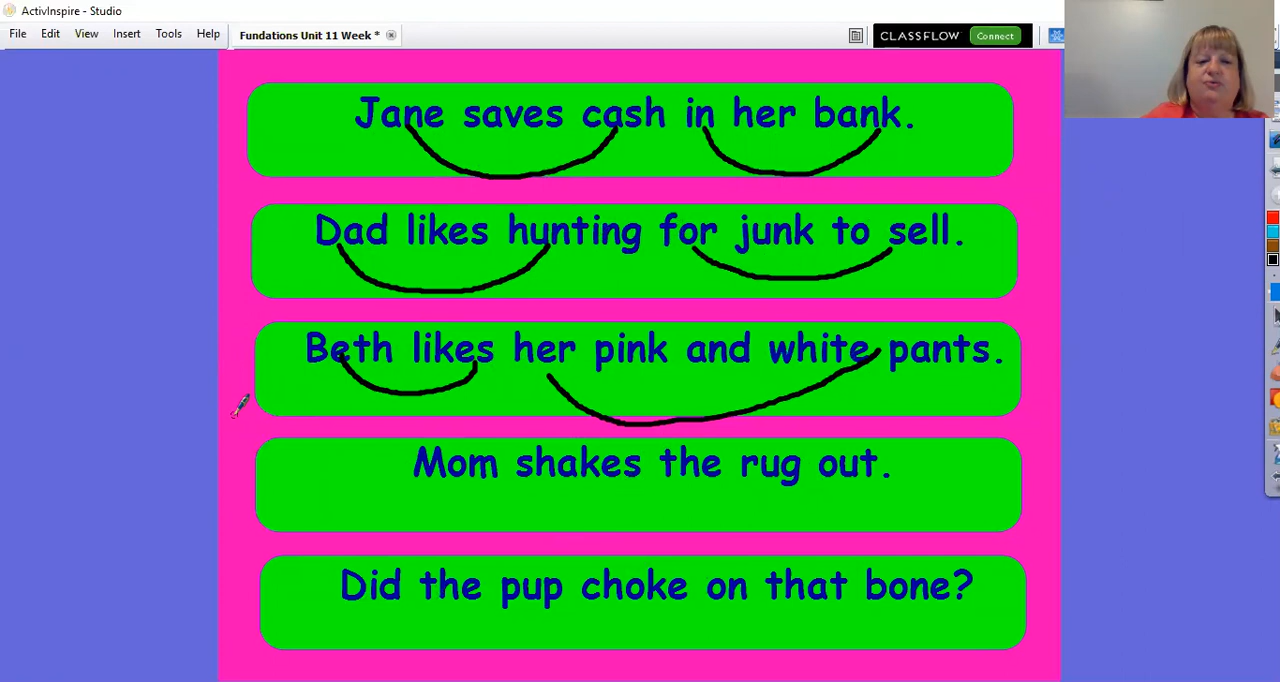 ActivInspire - Studio
File Edit View Insert Tools Help Fundations Unit 11 Week * CLASSFLOW Connect
Jane saves cash in her bank.
Dad likes hunting for junk to sell.
Beth likes her pink and white pants.
Mom shakes the rug out.
Did the pup choke on that bone?